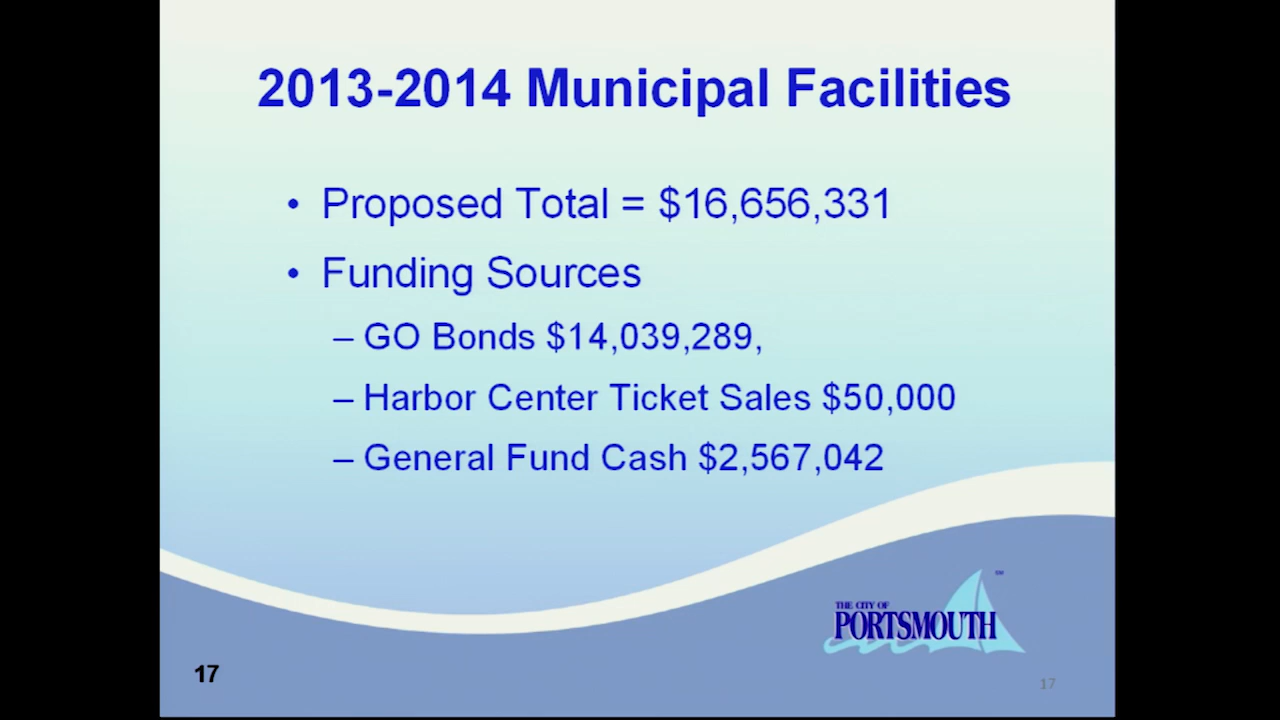 2013-2014 Municipal Facilities
• Proposed Total = $16,656,331
• Funding Sources
– GO Bonds $14,039,289,
– Harbor Center Ticket Sales $50,000
– General Fund Cash $2,567,042
SM
THE CITY OF
PORTSMOUTH
17
17